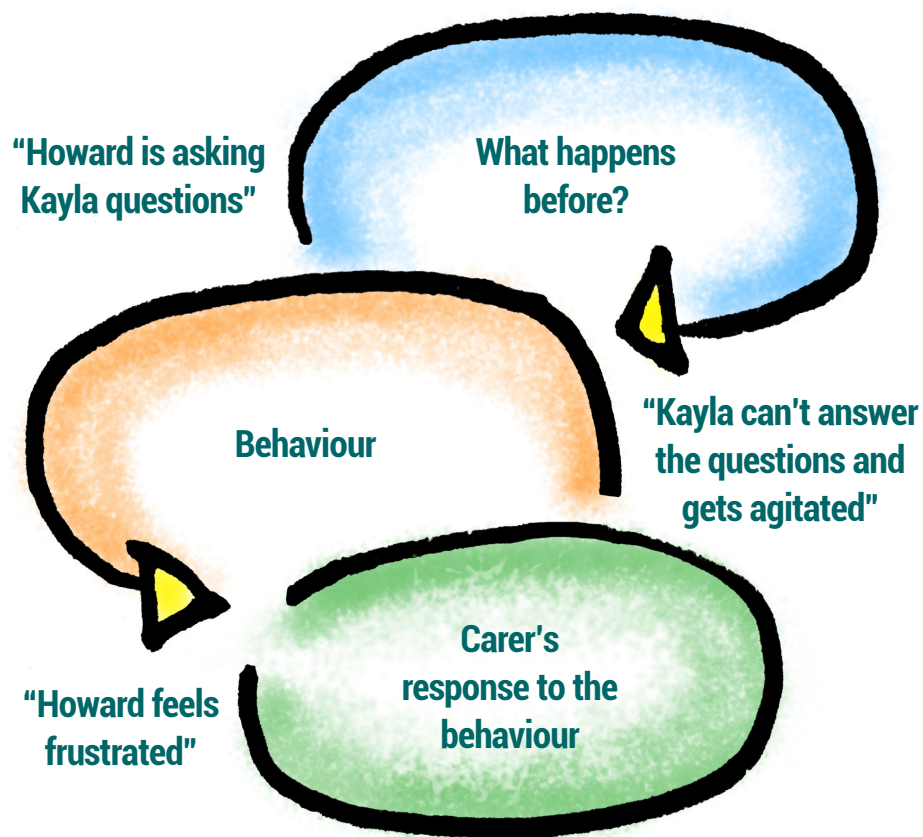 “Howard is asking
Kayla questions”
What happens
before?
Behaviour
“Kayla can’t answer
the questions and
gets agitated”
“Howard feels
frustrated”
Carer’s
response to the
behaviour